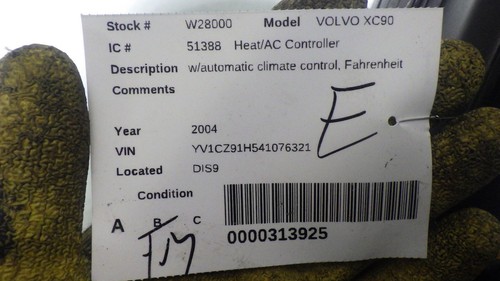 Stock # W28000 Model VOLVO XC90
IC # 51388 Heat/AC Controller
Description w/automatic climate control, Fahrenheit
Comments
E
Year 2004
VIN YV1CZ91H541076321
Located DIS9
Condition
A B C
0000313925